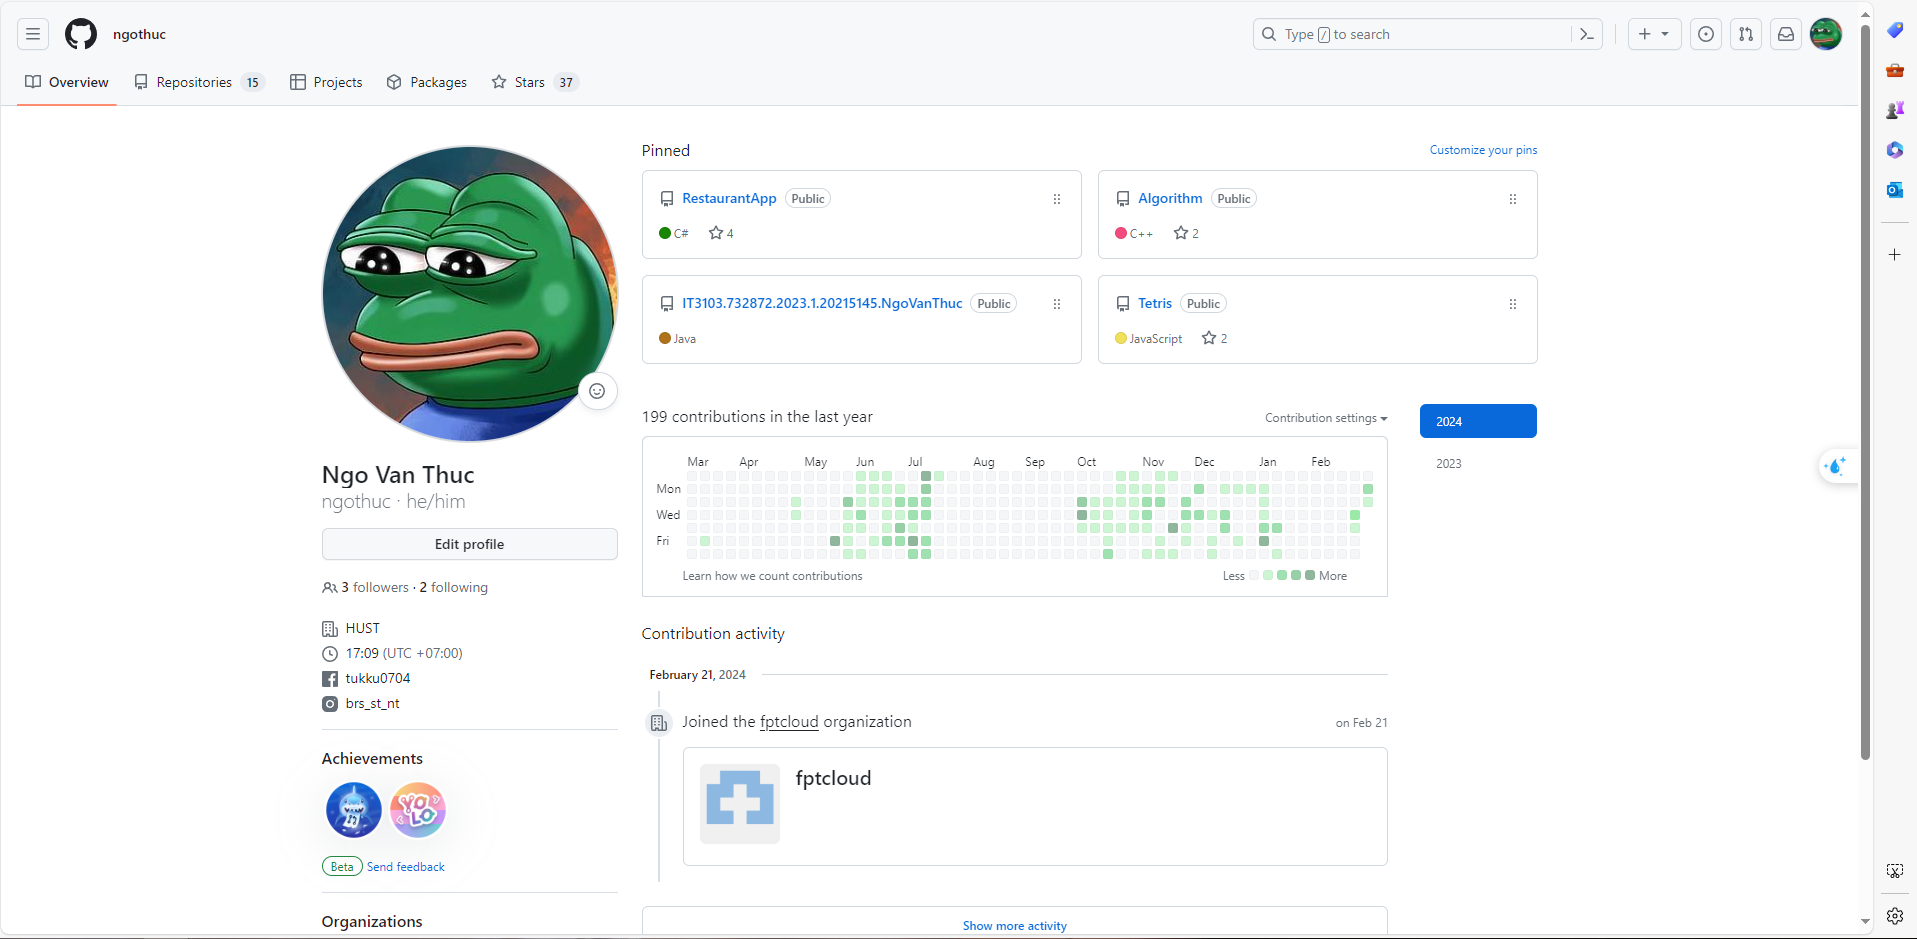 ngothuc
Type / to search
Overview
Repositories 15
Projects
Packages
Stars 37
Ngo Van Thuc
ngothuc · he/him
Edit profile
3 followers · 2 following
HUST
17:09 (UTC +07:00)
tukku0704
brs_st_nt
Achievements
YOLO
Beta Send feedback
Organizations
Pinned
Customize your pins
RestaurantApp Public
C# 4
Algorithm Public
C++ 2
IT3103.732872.2023.1.20215145.NgoVanThuc Public
Java
Tetris Public
JavaScript 2
199 contributions in the last year
Contribution settings
2024
2023
Mar Apr May Jun Jul Aug Sep Oct Nov Dec Jan Feb
Mon
Wed
Fri
Learn how we count contributions
Less More
Contribution activity
February 21, 2024
Joined the fptcloud organization
on Feb 21
fptcloud
Show more activity